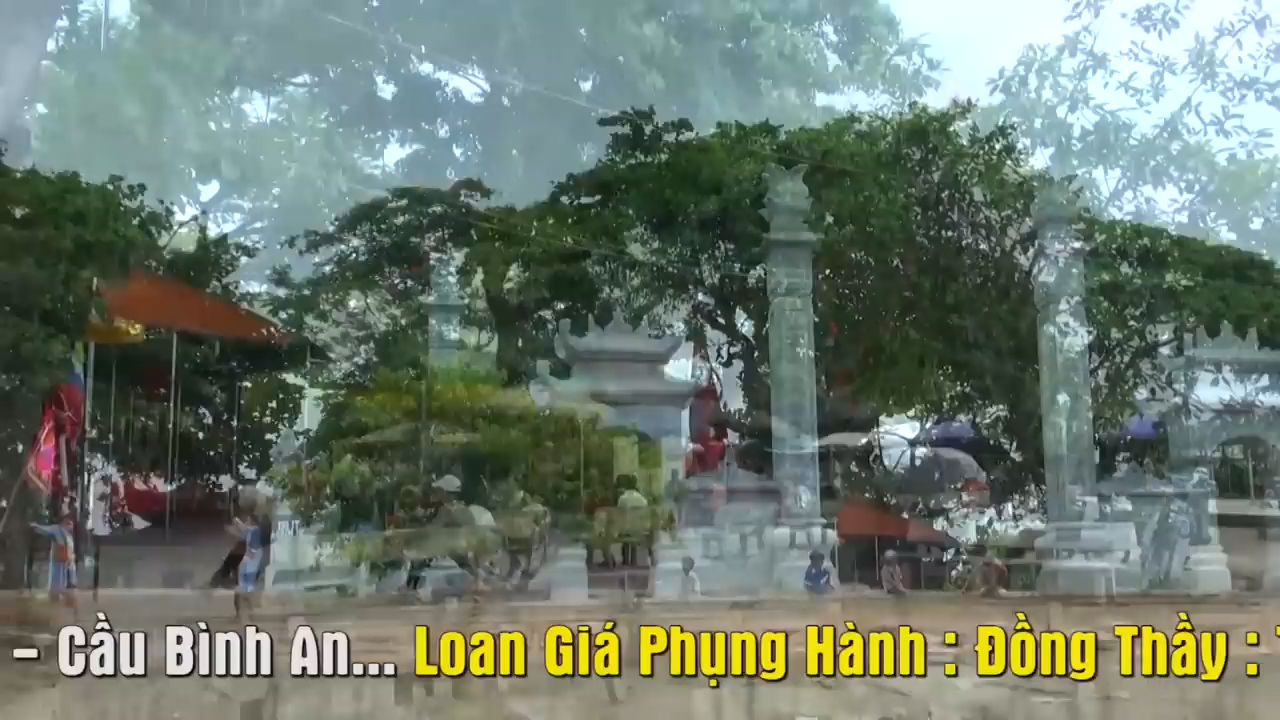 – Cầu Bình An... Loan Giá Phụng Hành : Đồng Thầy :